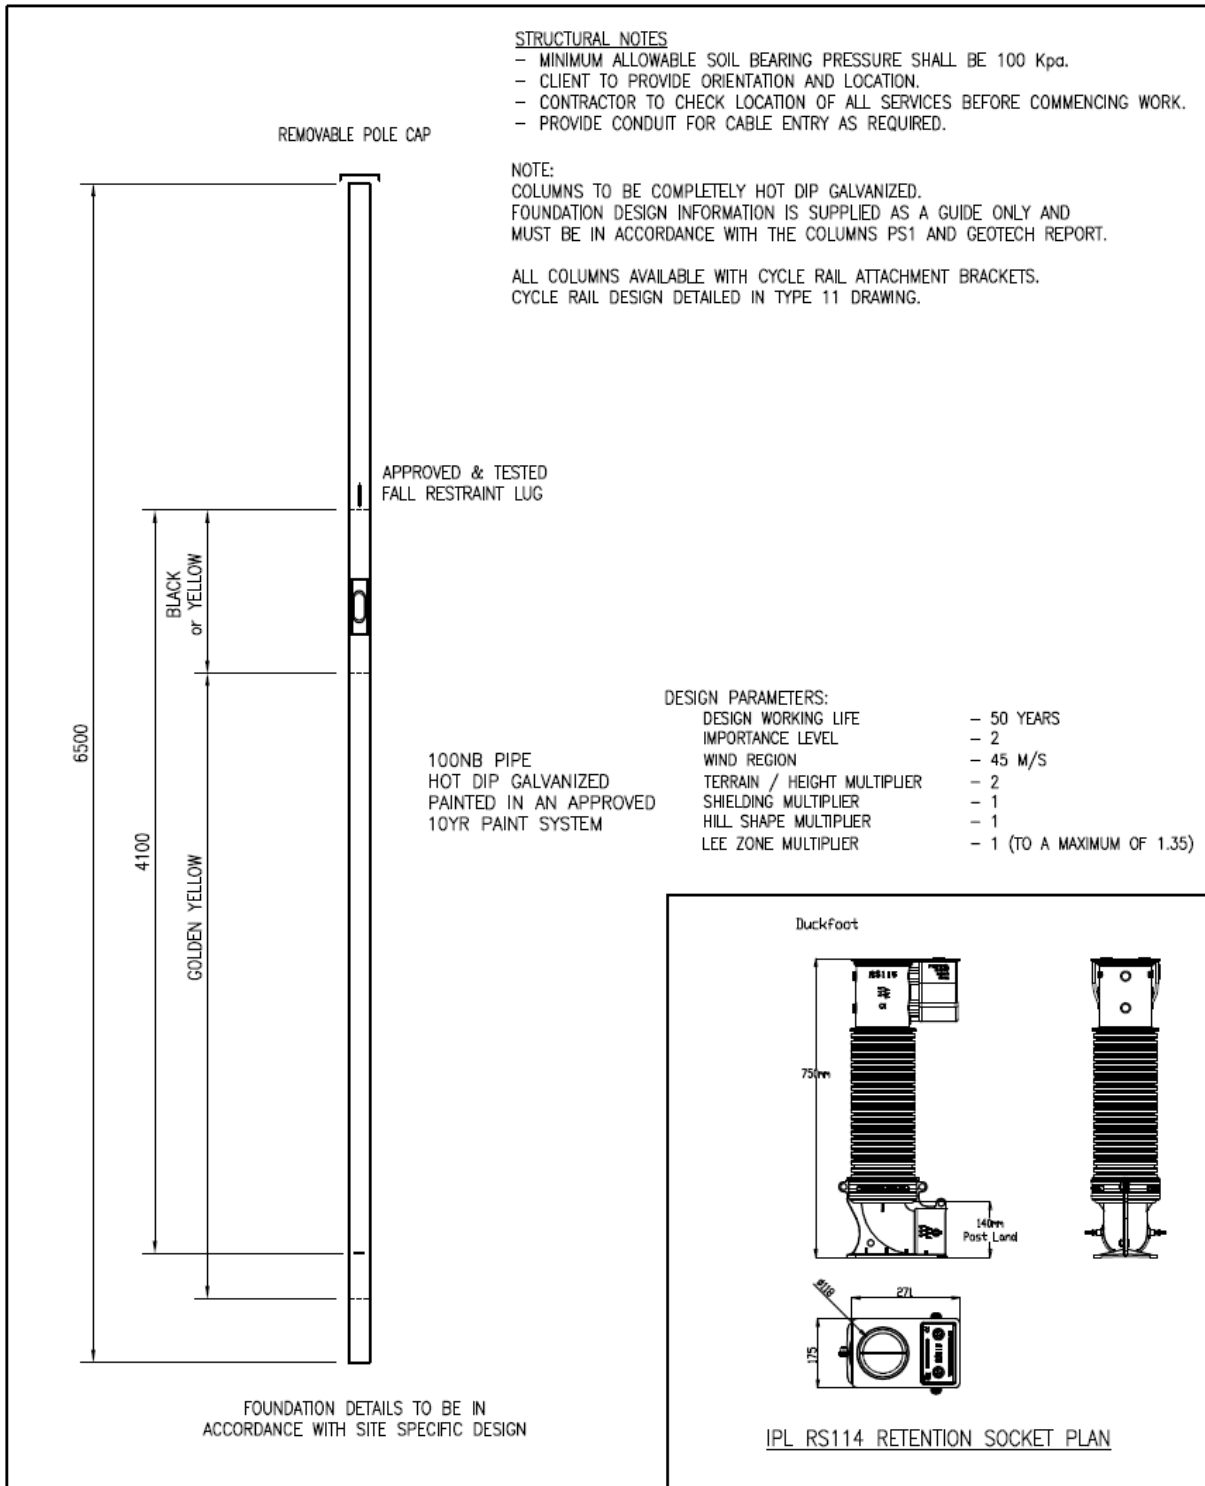 STRUCTURAL NOTES
- MINIMUM ALLOWABLE SOIL BEARING PRESSURE SHALL BE 100 Kpa.
- CLIENT TO PROVIDE ORIENTATION AND LOCATION.
- CONTRACTOR TO CHECK LOCATION OF ALL SERVICES BEFORE COMMENCING WORK.
- PROVIDE CONDUIT FOR CABLE ENTRY AS REQUIRED.
REMOVABLE POLE CAP
NOTE:
COLUMNS TO BE COMPLETELY HOT DIP GALVANIZED.
FOUNDATION DESIGN INFORMATION IS SUPPLIED AS A GUIDE ONLY AND
MUST BE IN ACCORDANCE WITH THE COLUMNS PS1 AND GEOTECH REPORT.
ALL COLUMNS AVAILABLE WITH CYCLE RAIL ATTACHMENT BRACKETS.
CYCLE RAIL DESIGN DETAILED IN TYPE 11 DRAWING.
APPROVED & TESTED
FALL RESTRAINT LUG
BLACK
or YELLOW
6500
4100
GOLDEN YELLOW
100NB PIPE
HOT DIP GALVANIZED
PAINTED IN AN APPROVED
10YR PAINT SYSTEM
DESIGN PARAMETERS:
DESIGN WORKING LIFE - 50 YEARS
IMPORTANCE LEVEL - 2
WIND REGION - 45 M/S
TERRAIN / HEIGHT MULTIPLIER - 2
SHIELDING MULTIPLIER - 1
HILL SHAPE MULTIPLIER - 1
LEE ZONE MULTIPLIER - 1 (TO A MAXIMUM OF 1.35)
Duckfoot
RS115
750mm
140mm
Post Land
Ø118
271
175
IPL RS114 RETENTION SOCKET PLAN
FOUNDATION DETAILS TO BE IN
ACCORDANCE WITH SITE SPECIFIC DESIGN